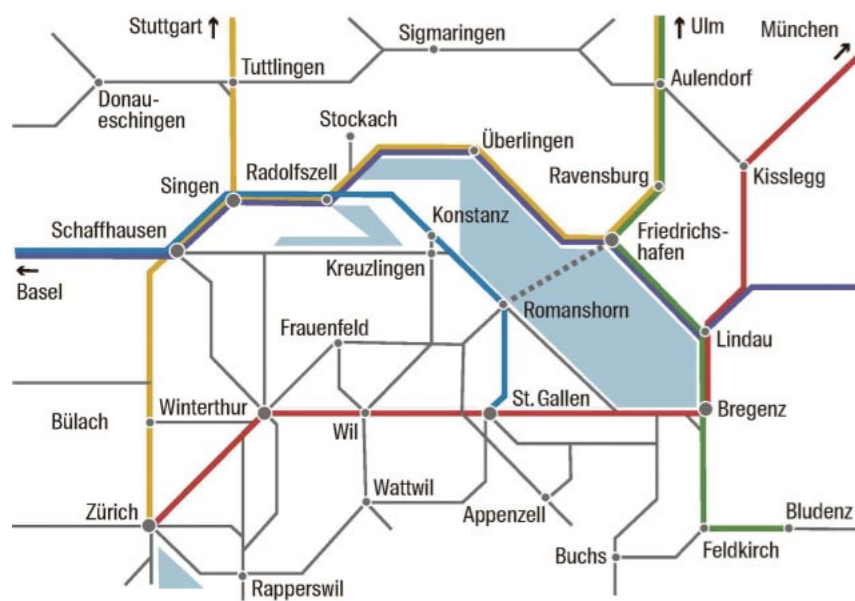 Stuttgart ↑
↑ Ulm
München
↗
Sigmaringen
Tuttlingen
Aulendorf
Donau-
eschingen
Stockach
Überlingen
Radolfszell
Singen
Ravensburg
Kisslegg
Schaffhausen
Konstanz
Friedrichs-
hafen
Kreuzlingen
←
Basel
Romanshorn
Frauenfeld
Lindau
Bülach
Winterthur
Wil
St. Gallen
Bregenz
Wattwil
Zürich
Appenzell
Bludenz
Buchs
Feldkirch
Rapperswil